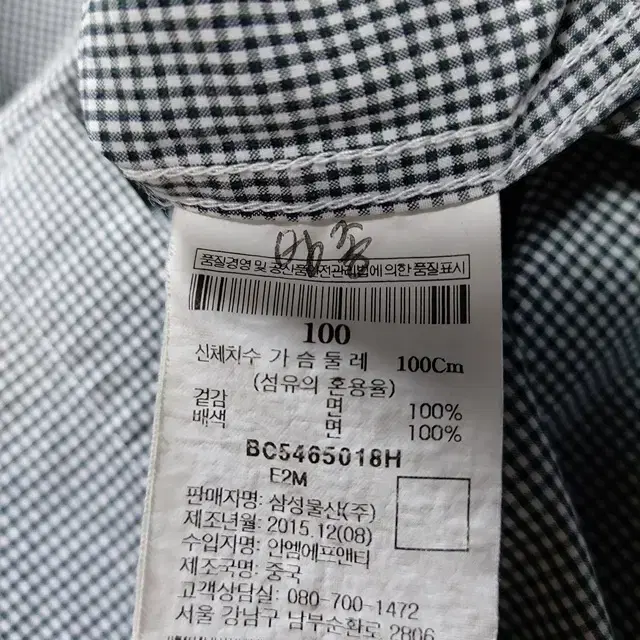 품질경영 및 공산품안전관리법에 의한 품질표시
100
신체치수 가슴둘레 100Cm
(섬유의 혼용율)
겉감 면 100%
배색 면 100%
BC5465018H
E2M
판매자명: 삼성물산(주)
제조년월: 2015.12(08)
수입자명: 안엘에프앤티
제조국명: 중국
고객상담실: 080-700-1472
서울 강남구 남부순환로 2806